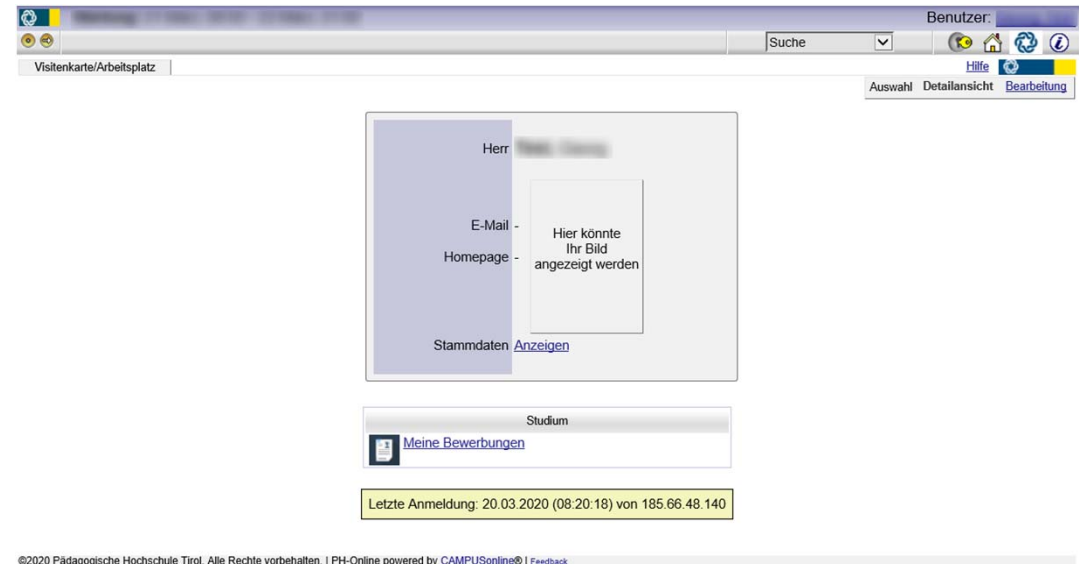 Benutzer:
Suche
Visitenkarte/Arbeitsplatz
Hilfe
Auswahl Detailansicht Bearbeitung
Herr
E-Mail -
Homepage -
Hier könnte
Ihr Bild
angezeigt werden
Stammdaten Anzeigen
Studium
Meine Bewerbungen
Letzte Anmeldung: 20.03.2020 (08:20:18) von 185.66.48.140
©2020 Pädagogische Hochschule Tirol. Alle Rechte vorbehalten. | PH-Online powered by CAMPUSonline® | Feedback